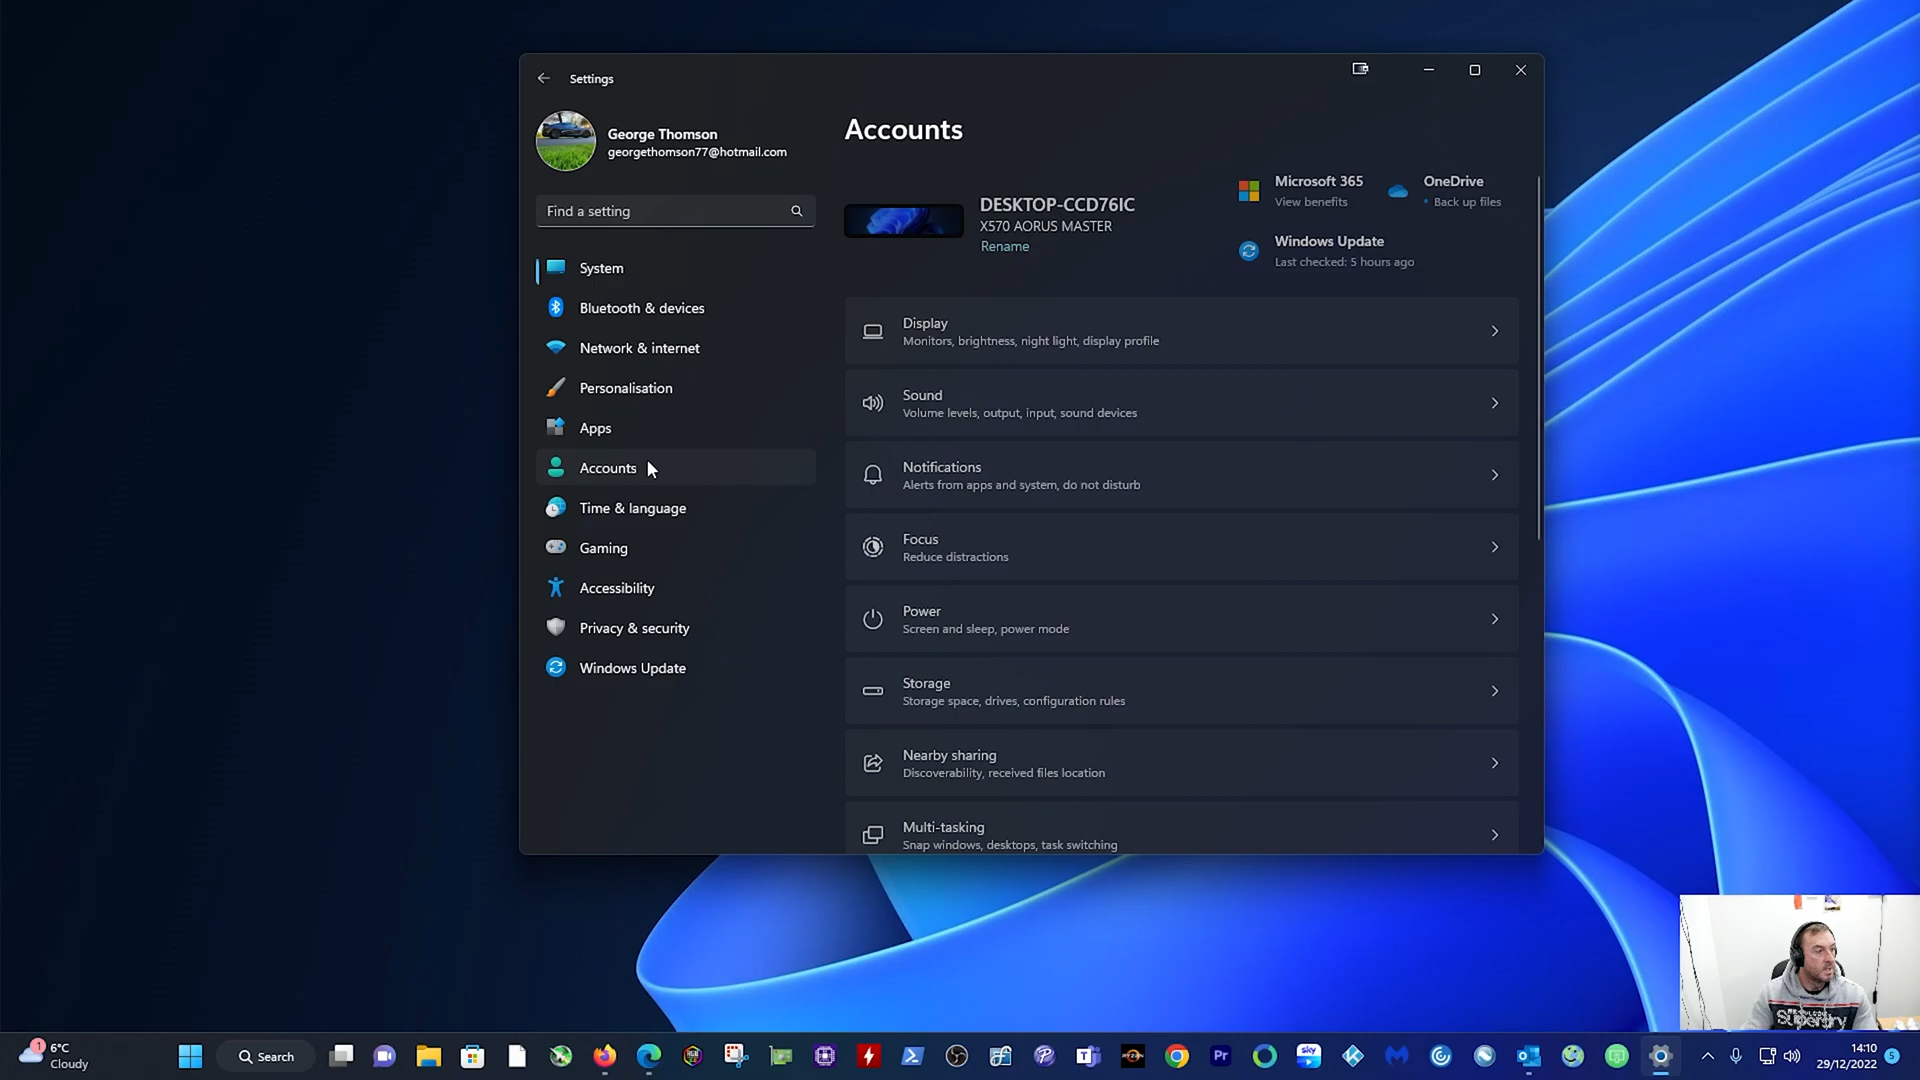 Settings
George Thomson
georgethomson77@hotmail.com
Find a setting
System
Bluetooth & devices
Network & internet
Personalisation
Apps
Accounts
Time & language
Gaming
Accessibility
Privacy & security
Windows Update
Accounts
DESKTOP-CCD76IC
X570 AORUS MASTER
Rename
Microsoft 365
View benefits
OneDrive
Back up files
Windows Update
Last checked: 5 hours ago
Display
Monitors, brightness, night light, display profile
Sound
Volume levels, output, input, sound devices
Notifications
Alerts from apps and system, do not disturb
Focus
Reduce distractions
Power
Screen and sleep, power mode
Storage
Storage space, drives, configuration rules
Nearby sharing
Discoverability, received files location
Multi-tasking
Snap windows, desktops, task switching
Superdry
1
6°C
Cloudy
Search
Pr
sky
14:10
29/12/2022
5